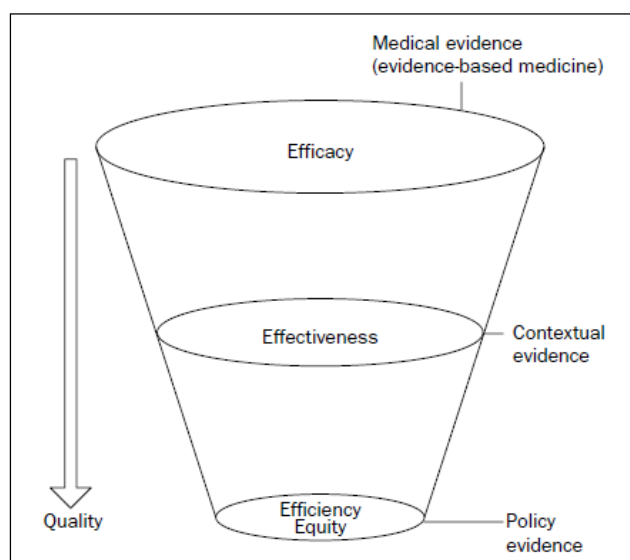 Medical evidence
(evidence-based medicine)
Efficacy
Effectiveness
Contextual
evidence
Efficiency
Equity
Quality
Policy
evidence